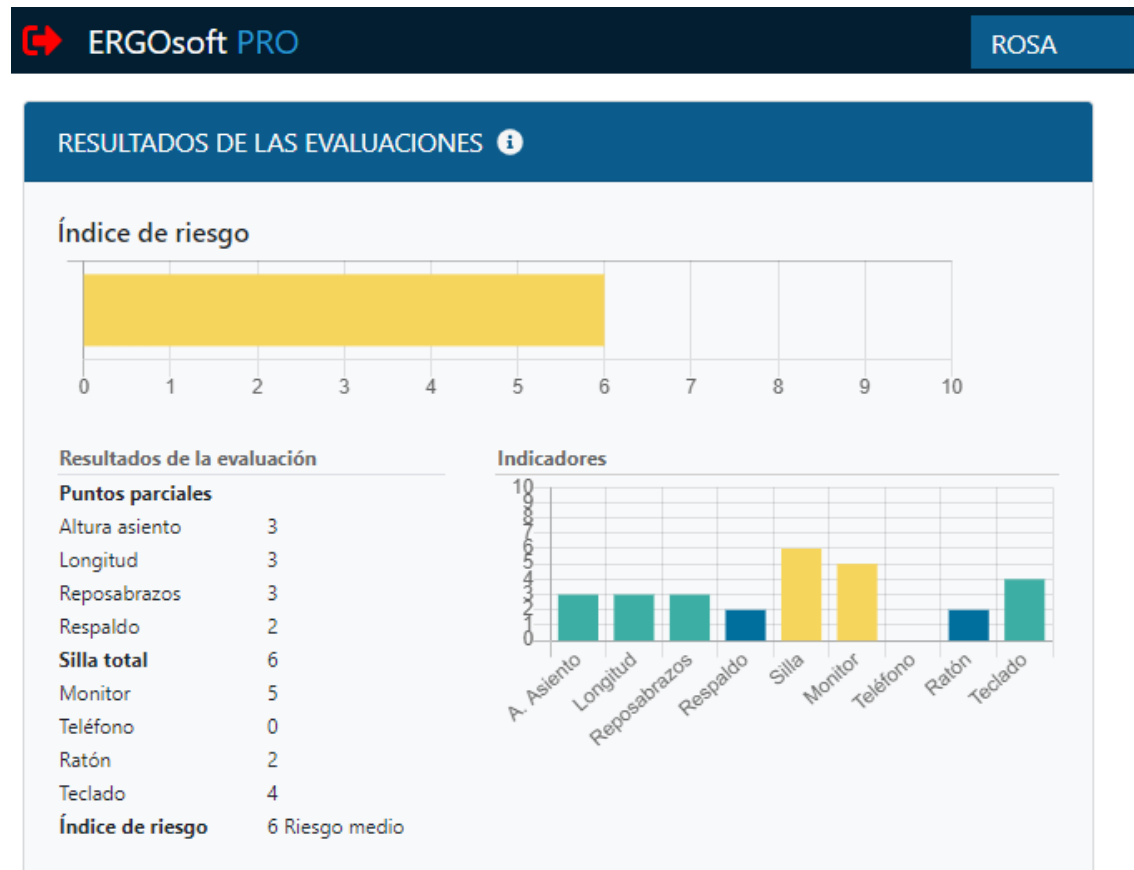 ERGOsoft PRO
ROSA
RESULTADOS DE LAS EVALUACIONES
Índice de riesgo
0 1 2 3 4 5 6 7 8 9 10
Resultados de la evaluación
Puntos parciales
Altura asiento 3
Longitud 3
Reposabrazos 3
Respaldo 2
Silla total 6
Monitor 5
Teléfono 0
Ratón 2
Teclado 4
Índice de riesgo 6 Riesgo medio
Indicadores
10
9
8
7
6
5
4
3
2
1
0
A. Asiento
Longitud
Reposabrazos
Respaldo
Silla
Monitor
Teléfono
Ratón
Teclado